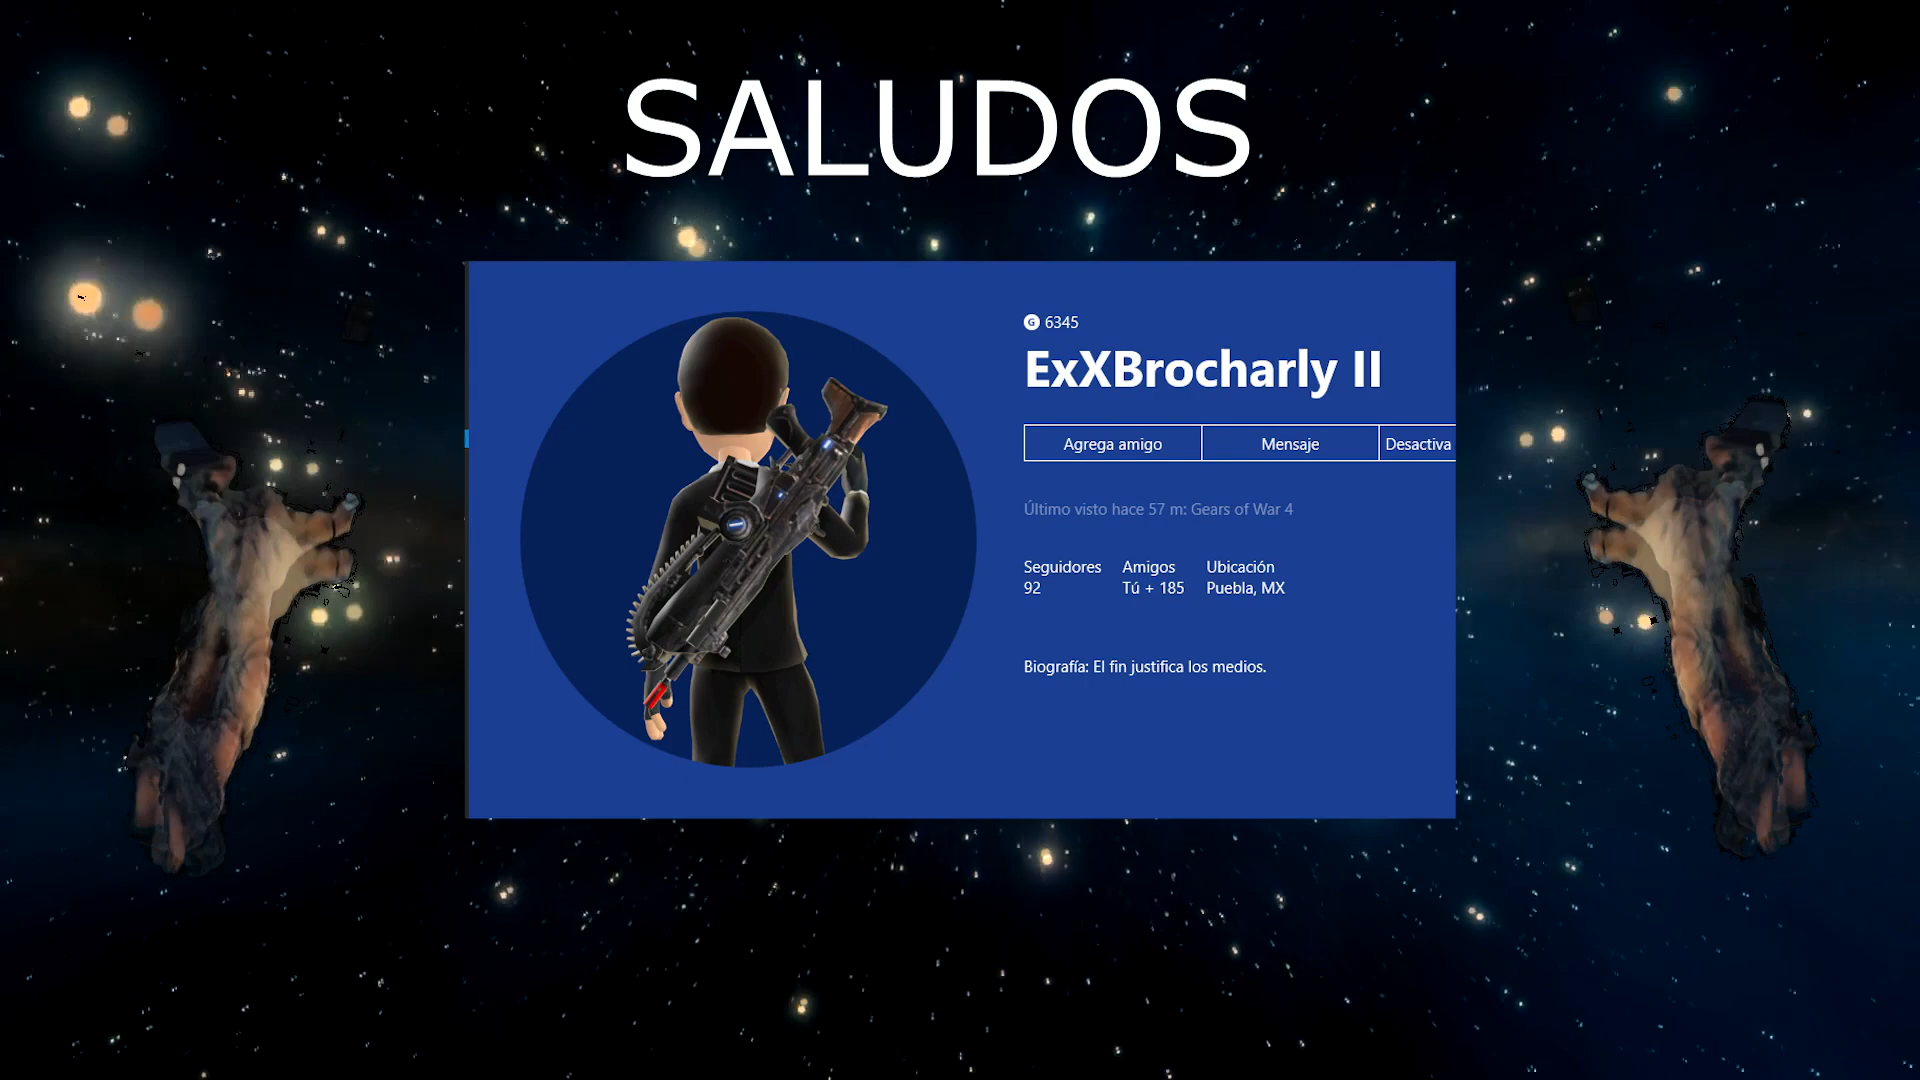 SALUDOS
G 6345
ExXBrocharly II
Agrega amigo Mensaje Desactiva
Último visto hace 57 m: Gears of War 4
Seguidores Amigos Ubicación
92 Tú + 185 Puebla, MX
Biografía: El fin justifica los medios.